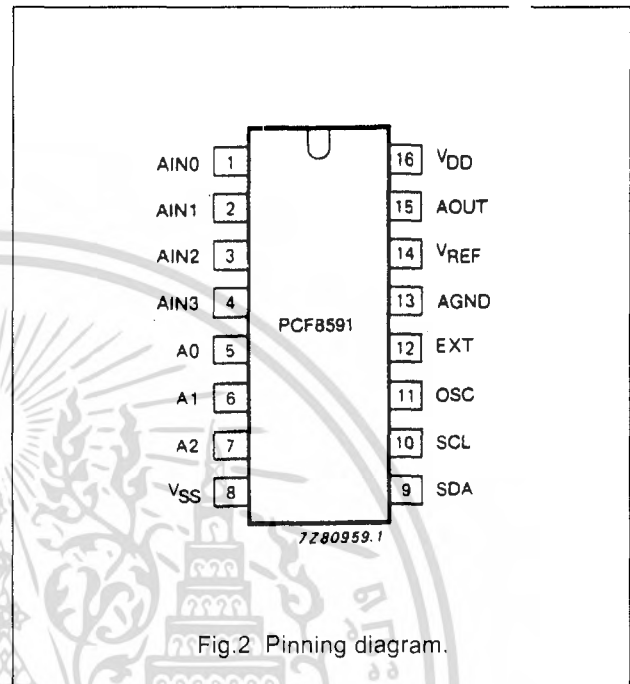 AIN0 1 16 VDD
AIN1 2 15 AOUT
AIN2 3 14 VREF
AIN3 4 13 AGND
PCF8591
A0 5 12 EXT
A1 6 11 OSC
A2 7 10 SCL
VSS 8 9 SDA
7Z80959.1
Fig.2 Pinning diagram.